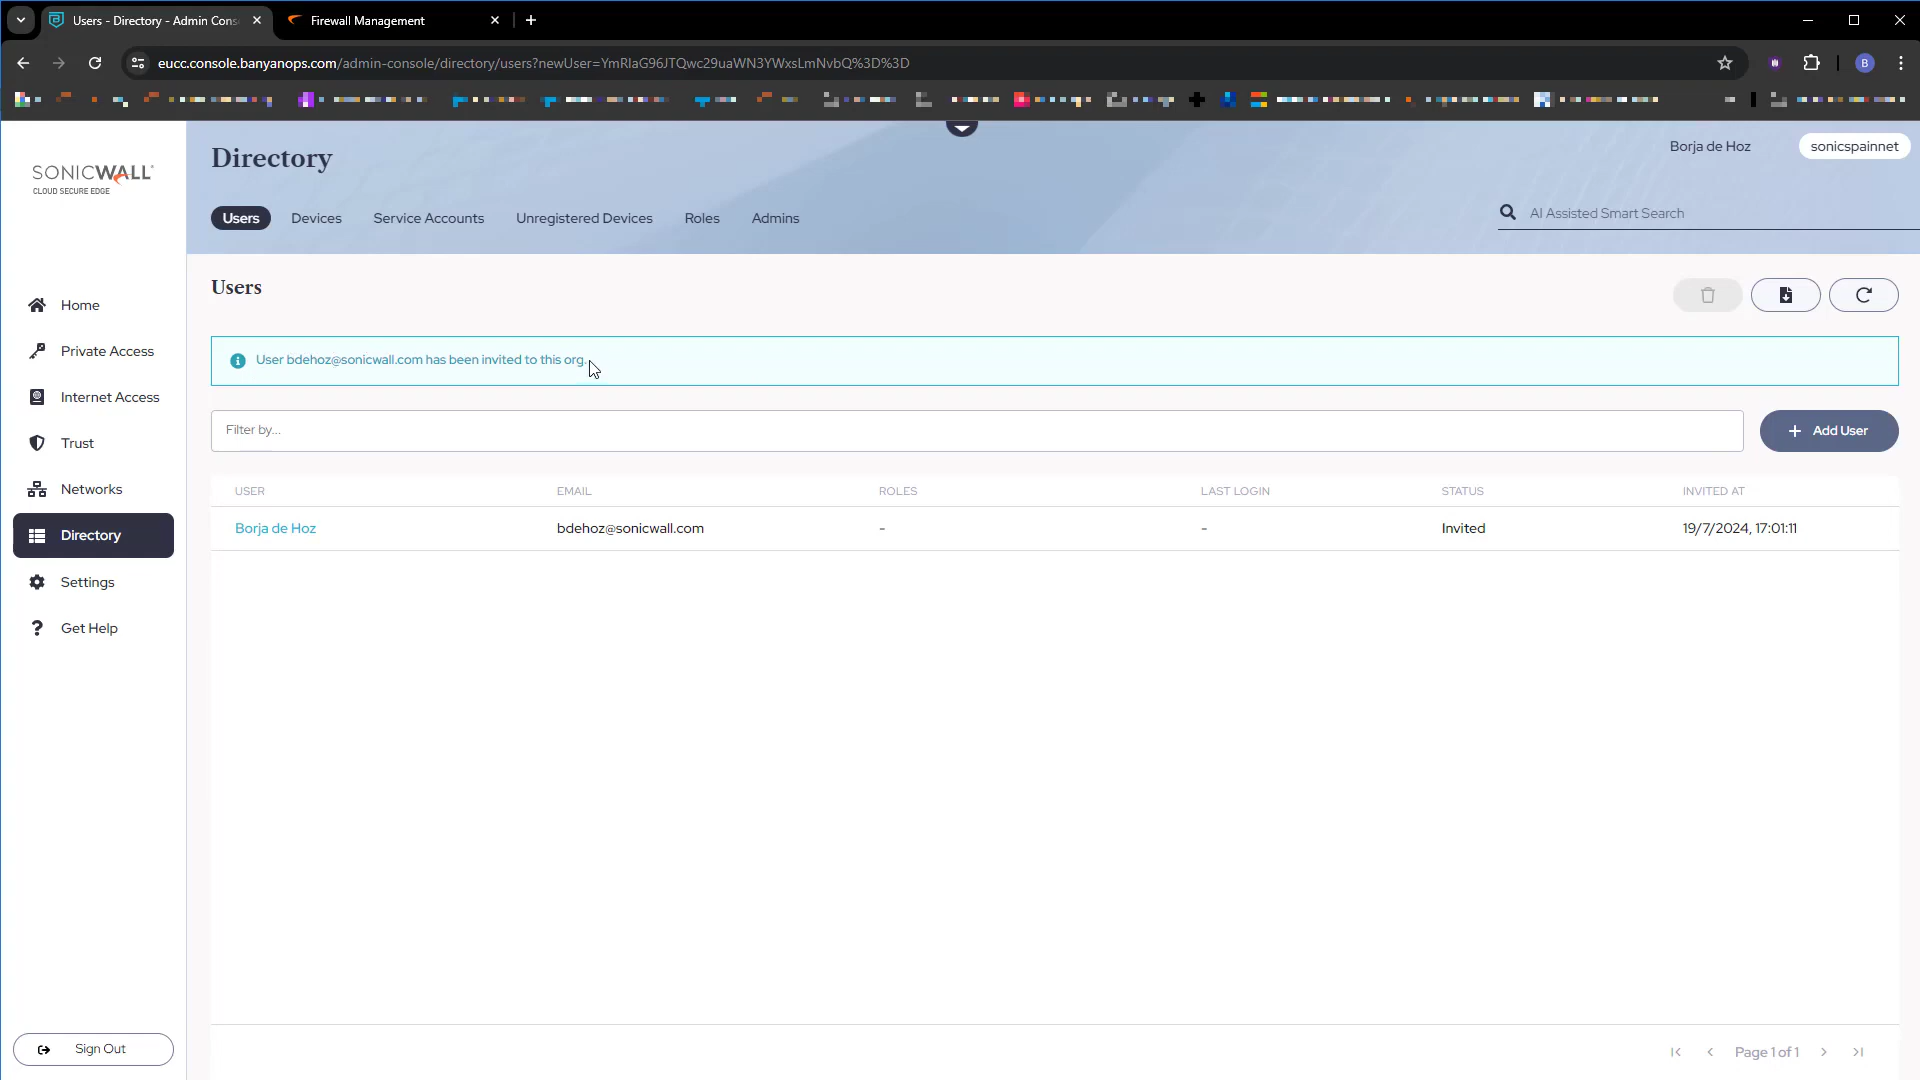 Users - Directory - Admin Cons
Firewall Management
eucc.console.banyanops.com/admin-console/directory/users?newUser=YmRlaG96JTQwc29uaWN3YWxsLmNvbQ%3D%3D
B
SONICWALL
CLOUD SECURE EDGE
Directory
Borja de Hoz
sonicspainnet
Users
Devices
Service Accounts
Unregistered Devices
Roles
Admins
AI Assisted Smart Search
Home
Private Access
Internet Access
Trust
Networks
Directory
Settings
Get Help
Sign Out
Users
User bdehoz@sonicwall.com has been invited to this org.
Filter by...
Add User
USER
EMAIL
ROLES
LAST LOGIN
STATUS
INVITED AT
Borja de Hoz
bdehoz@sonicwall.com
-
-
Invited
19/7/2024, 17:01:11
Page 1 of 1